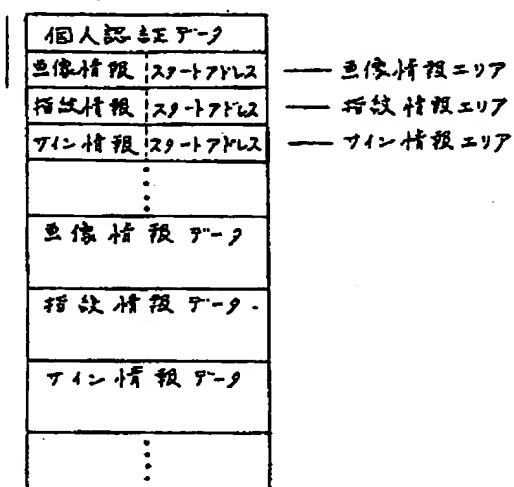 個人認証データ
画像情報 スタートアドレス 画像情報エリア
指紋情報 スタートアドレス 指紋情報エリア
サイン情報 スタートアドレス サイン情報エリア
画像情報データ
指紋情報データ
サイン情報データ